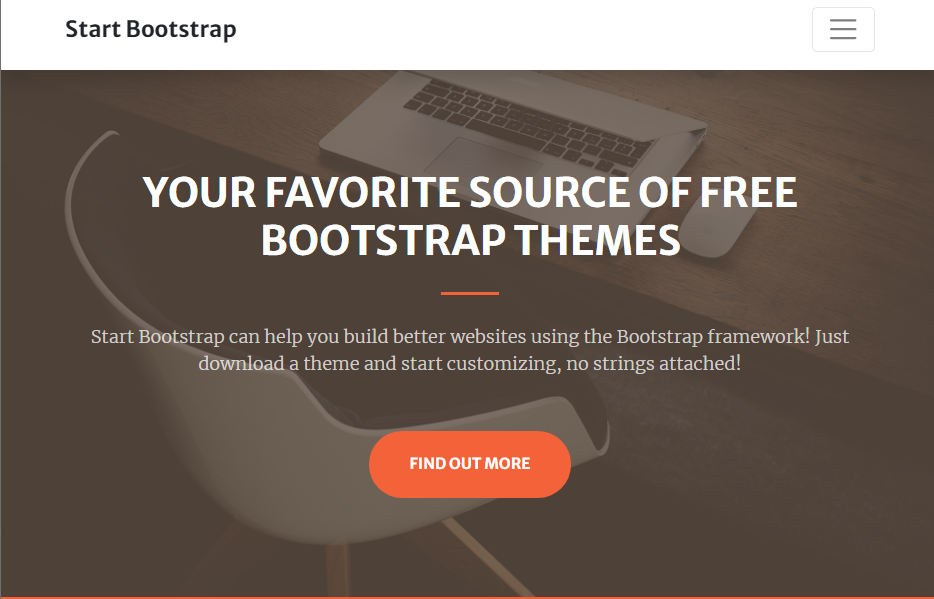 Start Bootstrap
YOUR FAVORITE SOURCE OF FREE
BOOTSTRAP THEMES
Start Bootstrap can help you build better websites using the Bootstrap framework! Just
download a theme and start customizing, no strings attached!
FIND OUT MORE